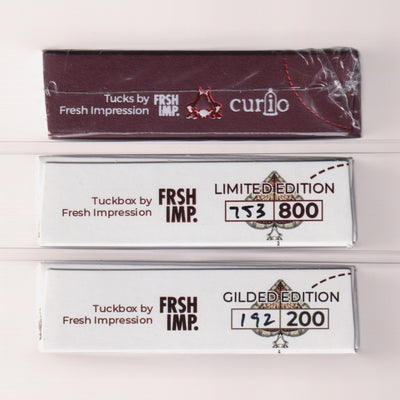 Tucks by
Fresh Impression
FRSH
IMP.
curio
Tuckbox by
Fresh Impression
FRSH
IMP.
LIMITED EDITION
753 800
Tuckbox by
Fresh Impression
FRSH
IMP.
GILDED EDITION
192 200